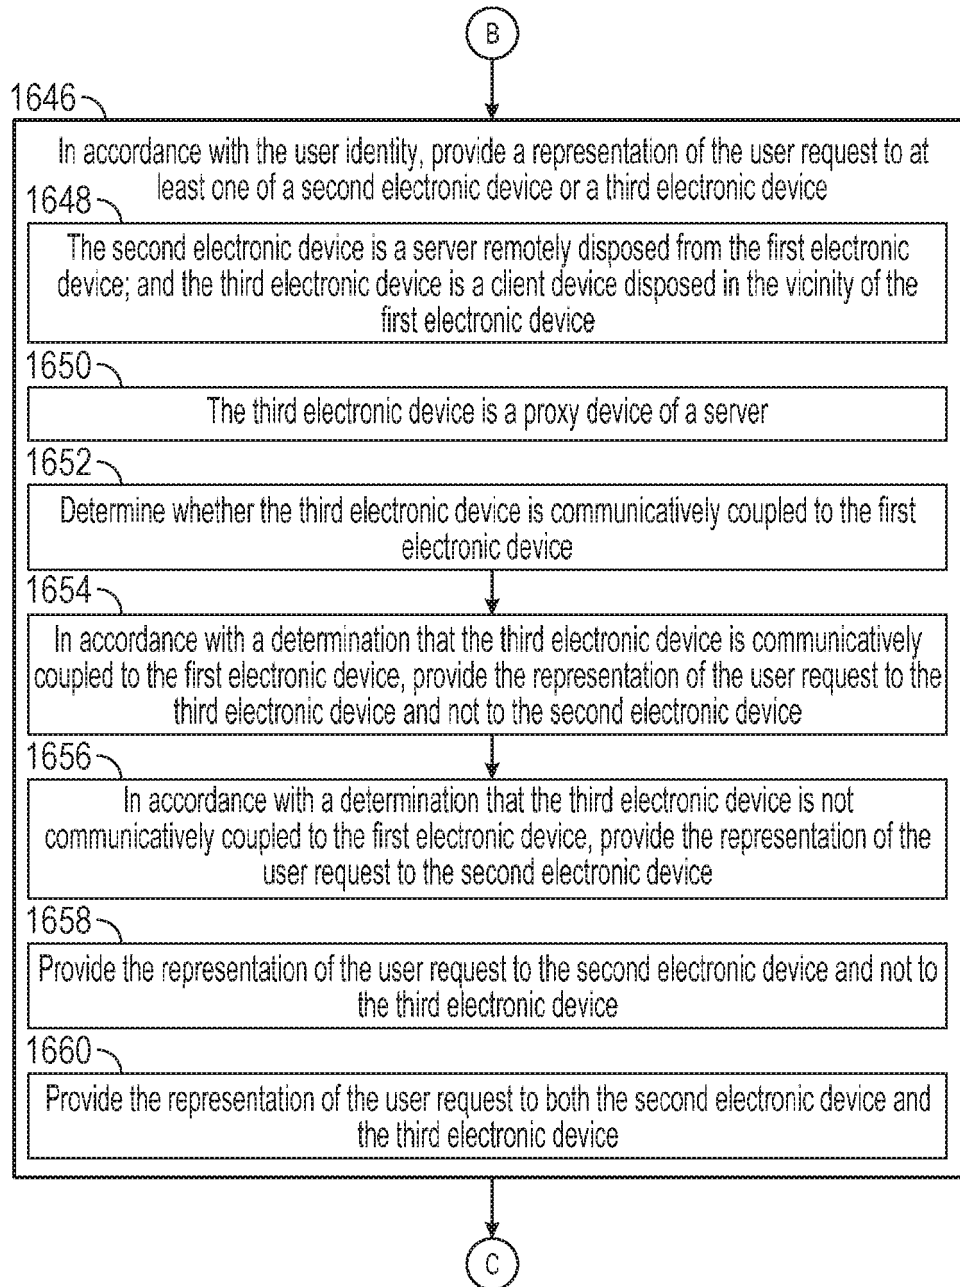 B
1646
In accordance with the user identity, provide a representation of the user request to at
least one of a second electronic device or a third electronic device
1648
The second electronic device is a server remotely disposed from the first electronic
device; and the third electronic device is a client device disposed in the vicinity of the
first electronic device
1650
The third electronic device is a proxy device of a server
1652
Determine whether the third electronic device is communicatively coupled to the first
electronic device
1654
In accordance with a determination that the third electronic device is communicatively
coupled to the first electronic device, provide the representation of the user request to the
third electronic device and not to the second electronic device
1656
In accordance with a determination that the third electronic device is not
communicatively coupled to the first electronic device, provide the representation of the
user request to the second electronic device
1658
Provide the representation of the user request to the second electronic device and not to
the third electronic device
1660
Provide the representation of the user request to both the second electronic device and
the third electronic device
C